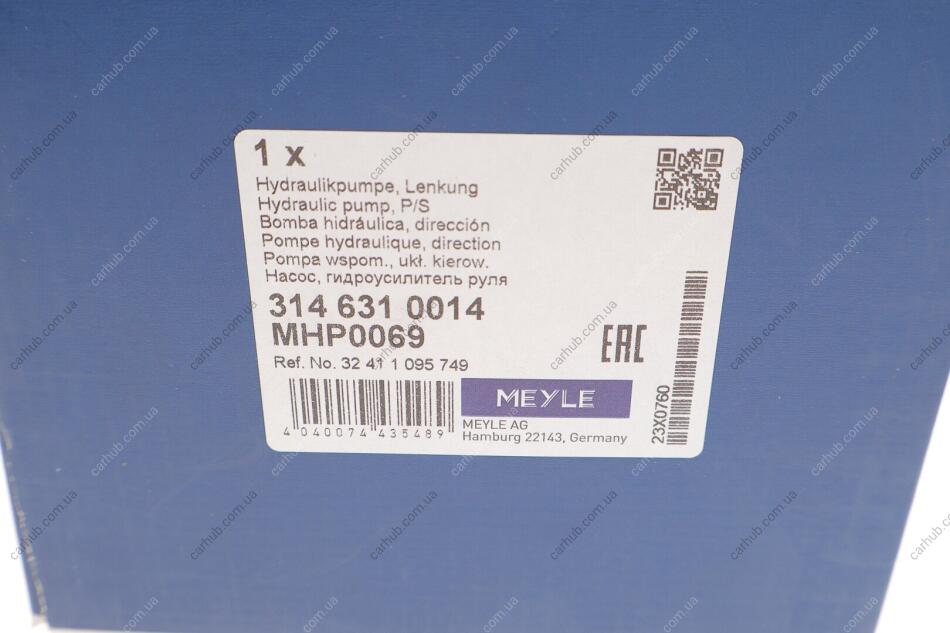 1 x
Hydraulikpumpe, Lenkung
Hydraulic pump, P/S
Bomba hidráulica, dirección
Pompe hydraulique, direction
Pompa wspom., ukł. kierow.
Насос, гидроусилитель руля
314 631 0014
MHP0069
Ref. No. 32 41 1 095 749
EAC
4 040074 435489
MEYLE
MEYLE AG
Hamburg 22143, Germany
23X0760
carhub.com.ua